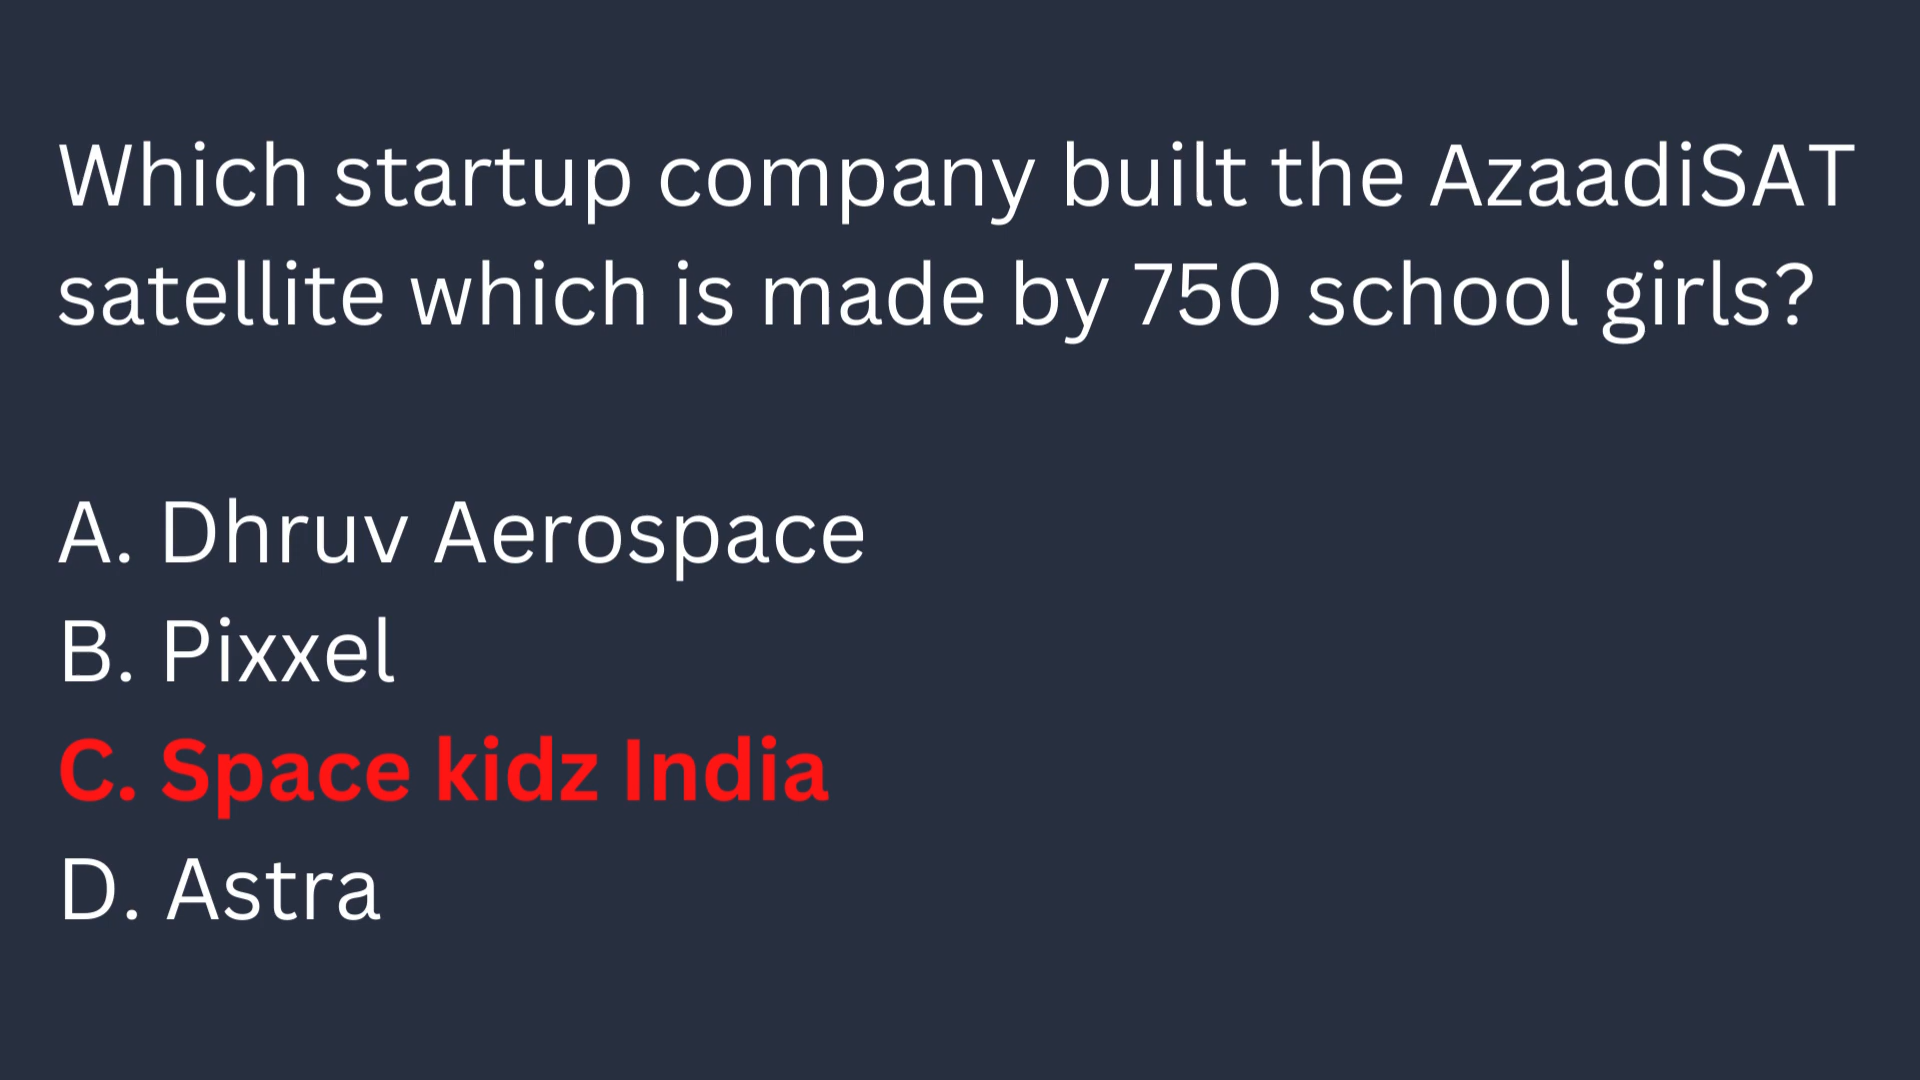 Which startup company built the AzaadiSAT
satellite which is made by 750 school girls?
A. Dhruv Aerospace
B. Pixxel
C. Space kidz India
D. Astra